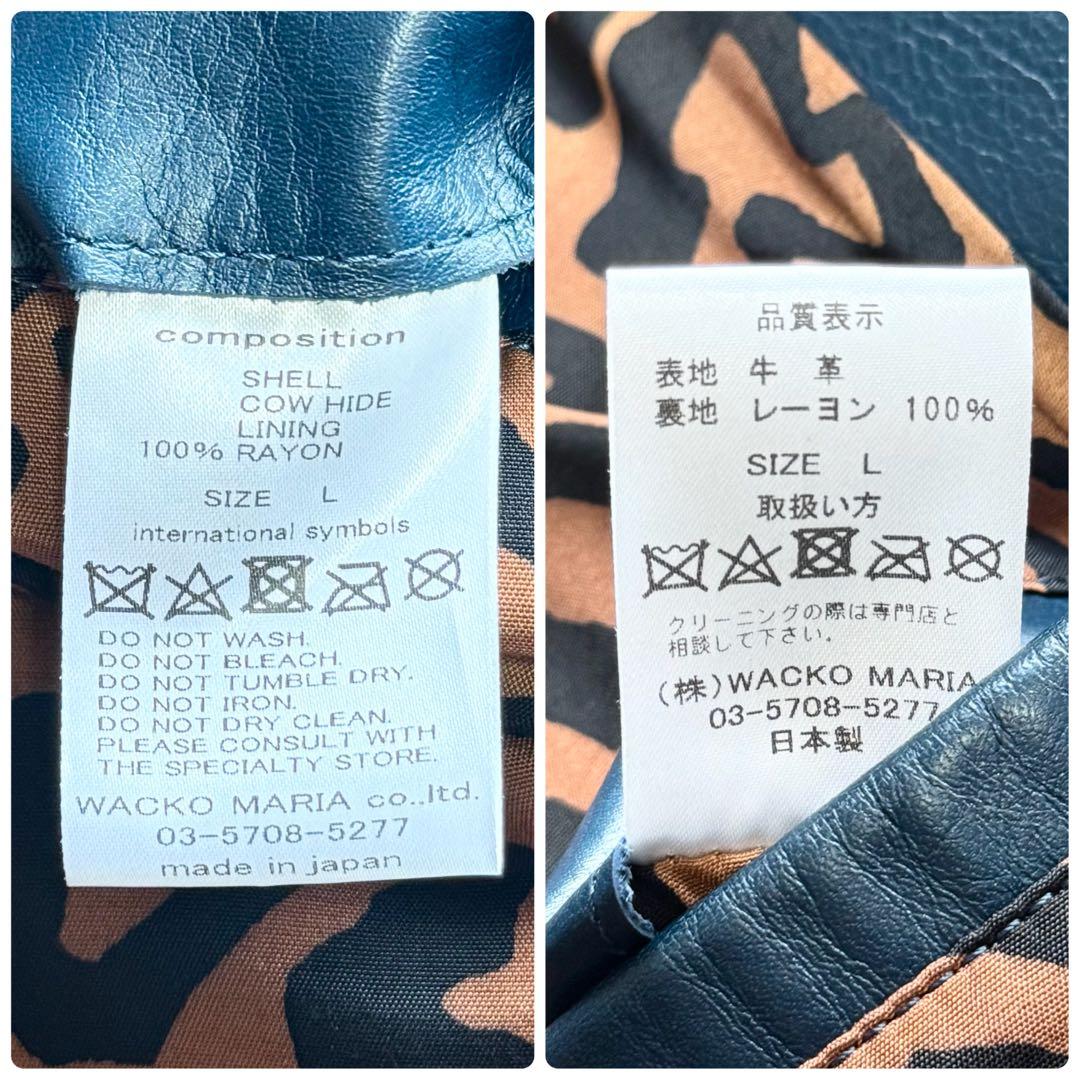 composition
SHELL
COW HIDE
LINING
100% RAYON
SIZE L
international symbols
DO NOT WASH.
DO NOT BLEACH.
DO NOT TUMBLE DRY.
DO NOT IRON.
DO NOT DRY CLEAN.
PLEASE CONSULT WITH
THE SPECIALTY STORE.
WACKO MARIA co.,ltd.
03-5708-5277
made in japan
品質表示
表地 牛 革
裏地 レーヨン 100%
SIZE L
取扱い方
クリーニングの際は専門店と
相談して下さい。
(株)WACKO MARIA
03-5708-5277
日本製